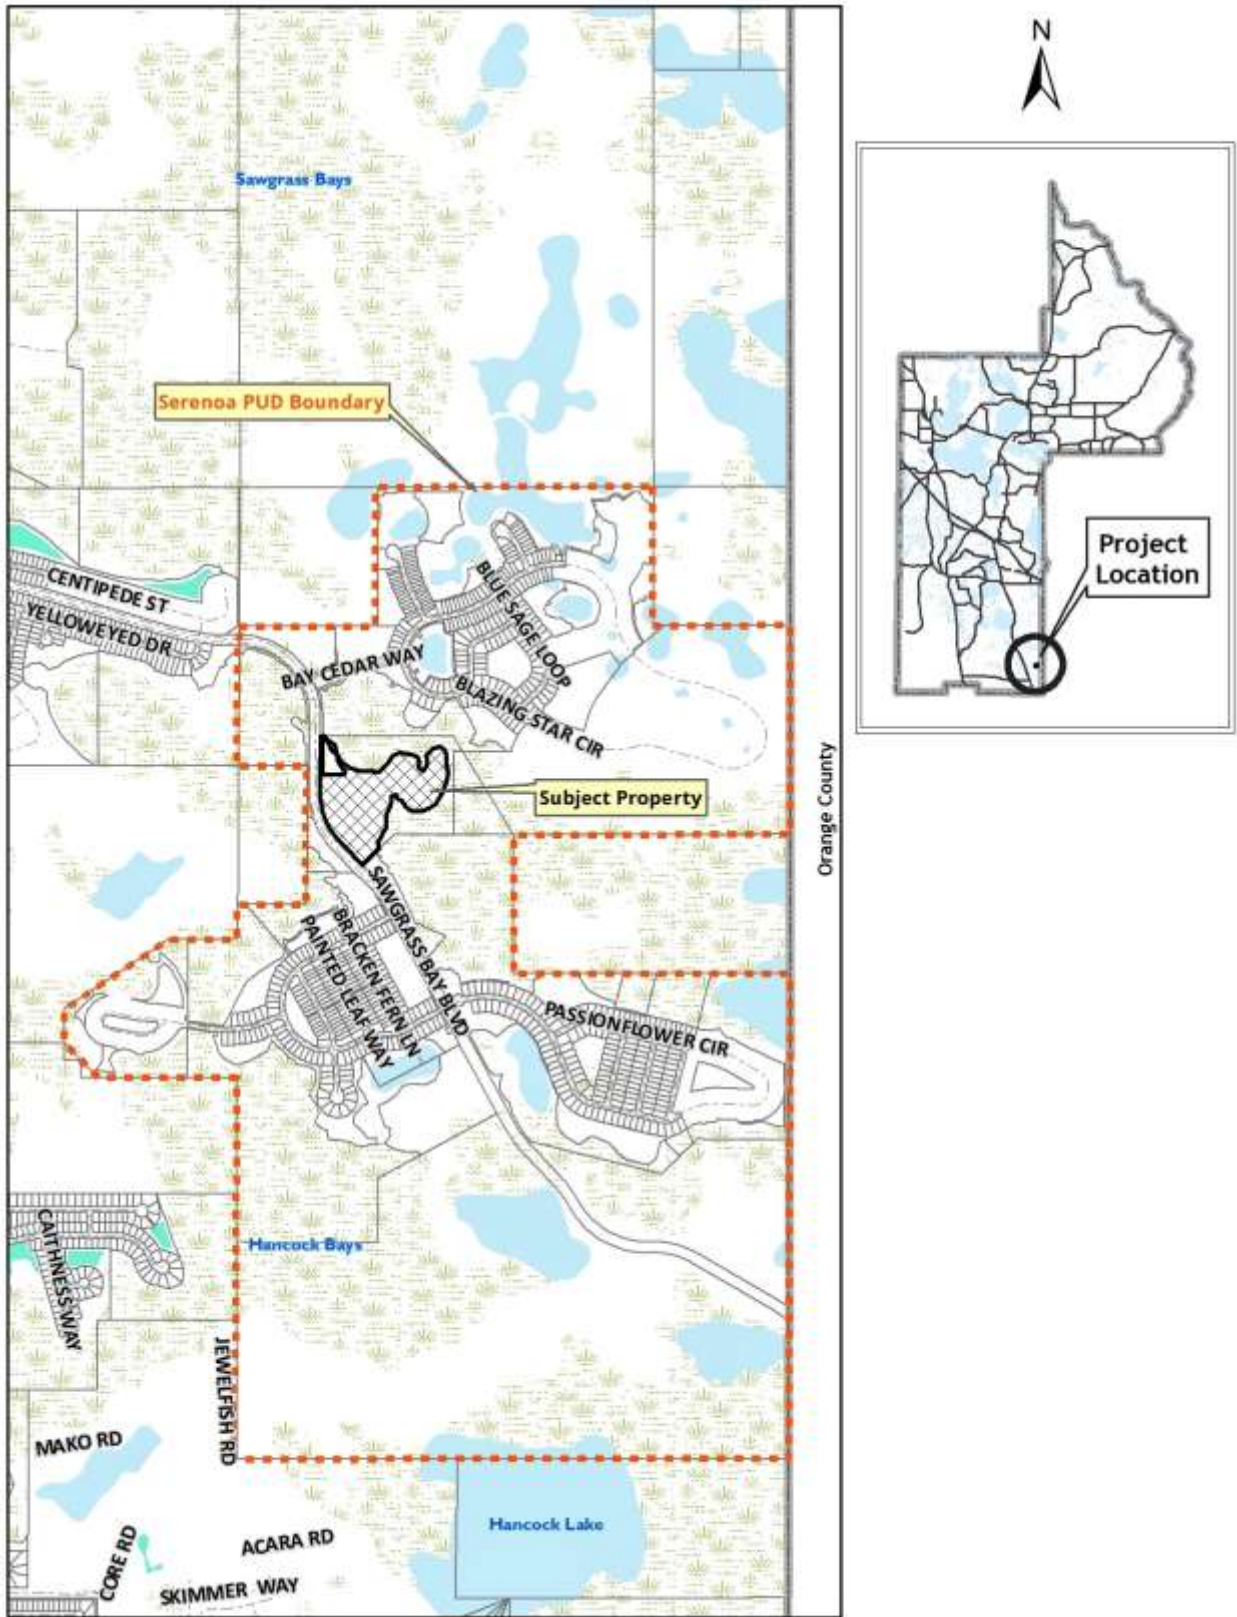 N
Sawgrass Bays
Serenoa PUD Boundary
CENTIPEDE ST
YELLOWEYED DR
BLUE SAGE LOOP
BAY CEDAR WAY
BLAZING STAR CIR
Project
Location
Subject Property
Orange County
SAWGRASS BAY BLVD
BRACKEN FERN LN
PAINTED LEAF WAY
PASSIONFLOWER CIR
CAITHNESS WAY
Hancock Bays
JEWELFISH RD
MAKO RD
Hancock Lake
CORE RD
ACARA RD
SKIMMER WAY